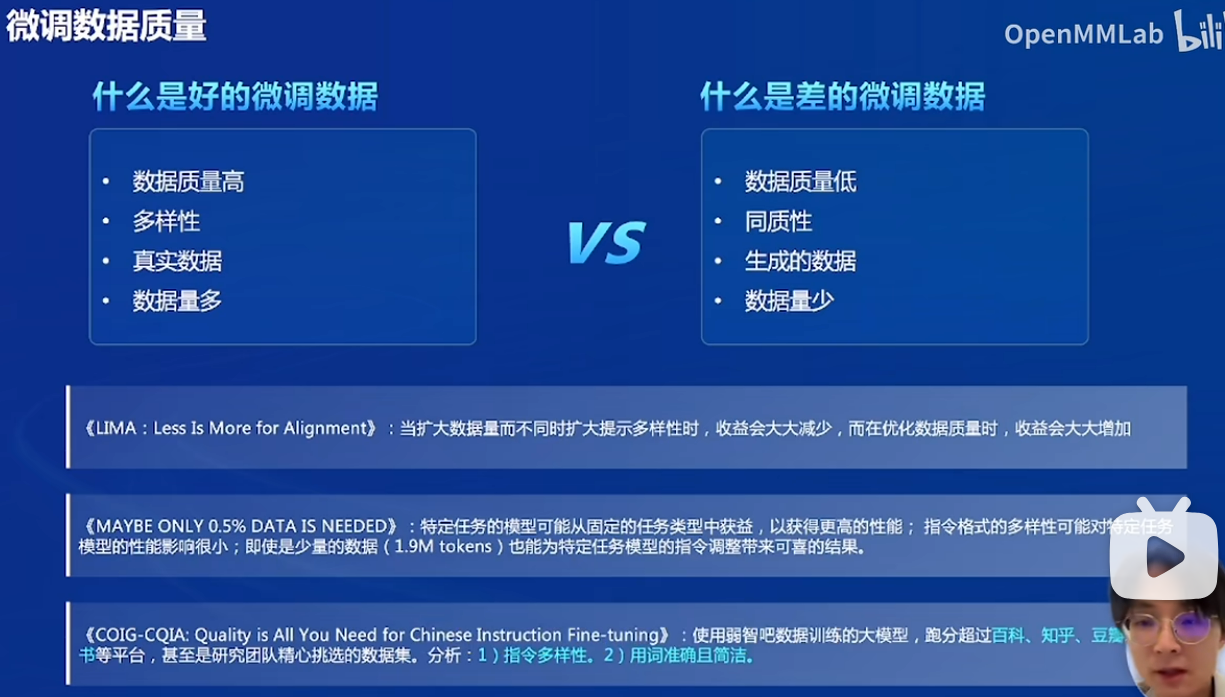 微调数据质量
OpenMMLab bili
什么是好的微调数据
什么是差的微调数据
• 数据质量高
• 多样性
• 真实数据
• 数据量多
VS
• 数据质量低
• 同质性
• 生成的数据
• 数据量少
《LIMA：Less Is More for Alignment》：当扩大数据量而不同时扩大提示多样性时，收益会大大减少，而在优化数据质量时，收益会大大增加
《MAYBE ONLY 0.5% DATA IS NEEDED》：特定任务的模型可能从固定的任务类型中获益，以获得更高的性能； 指令格式的多样性可能对特定任务
模型的性能影响很小；即使是少量的数据（1.9M tokens）也能为特定任务模型的指令调整带来可喜的结果。
《COIG-CQIA: Quality is All You Need for Chinese Instruction Fine-tuning》：使用弱智吧数据训练的大模型，跑分超过百科、知乎、豆
书等平台，甚至是研究团队精心挑选的数据集。分析：1）指令多样性。2）用词准确且简洁。